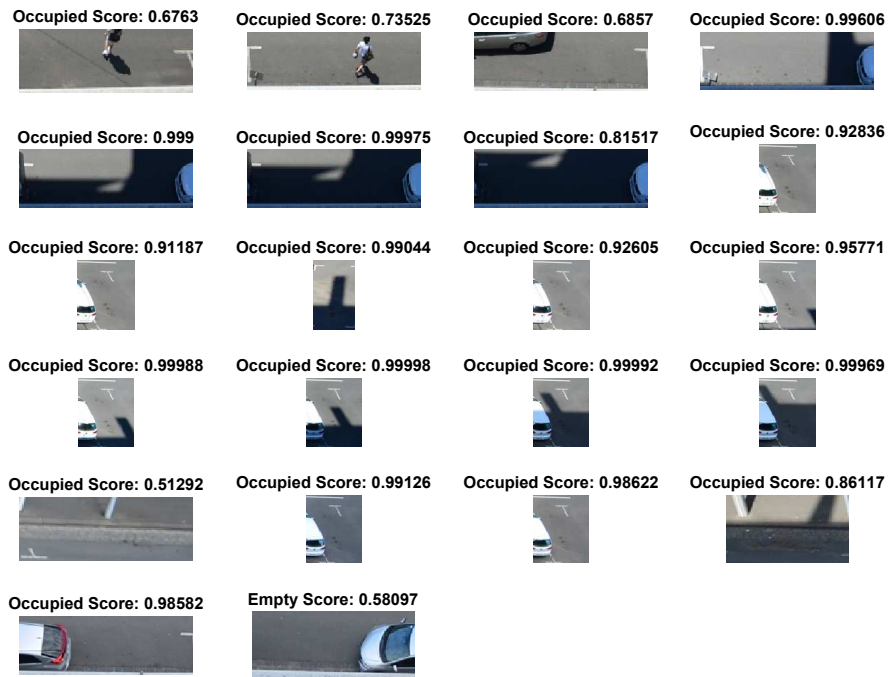 Occupied Score: 0.6763
Occupied Score: 0.73525
Occupied Score: 0.6857
Occupied Score: 0.99606
Occupied Score: 0.999
Occupied Score: 0.99975
Occupied Score: 0.81517
Occupied Score: 0.92836
Occupied Score: 0.91187
Occupied Score: 0.99044
Occupied Score: 0.92605
Occupied Score: 0.95771
Occupied Score: 0.99988
Occupied Score: 0.99998
Occupied Score: 0.99992
Occupied Score: 0.99969
Occupied Score: 0.51292
Occupied Score: 0.99126
Occupied Score: 0.98622
Occupied Score: 0.86117
Occupied Score: 0.98582
Empty Score: 0.58097